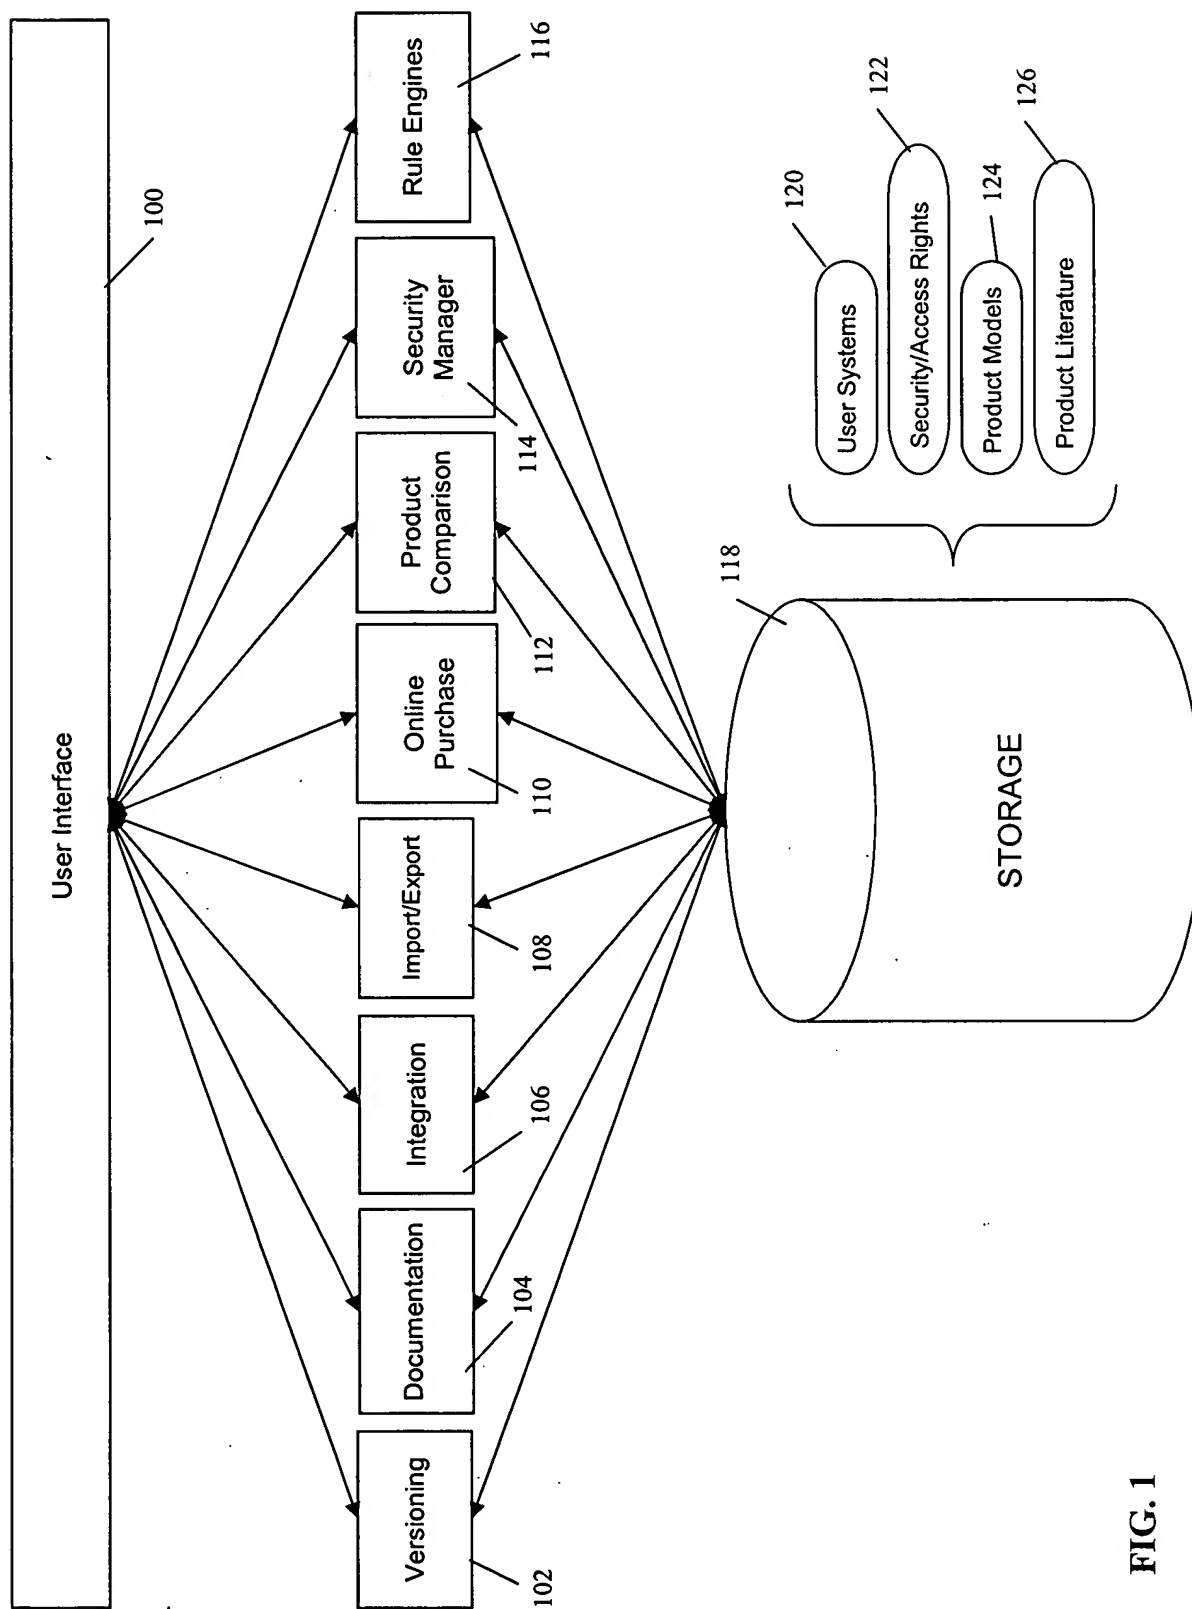 User Interface
100
Versioning
102
Documentation
104
Integration
106
Import/Export
108
Online
Purchase
110
Product
Comparison
112
Security
Manager
114
Rule Engines
116
STORAGE
118
User Systems
120
Security/Access Rights
122
Product Models
124
Product Literature
126
FIG. 1